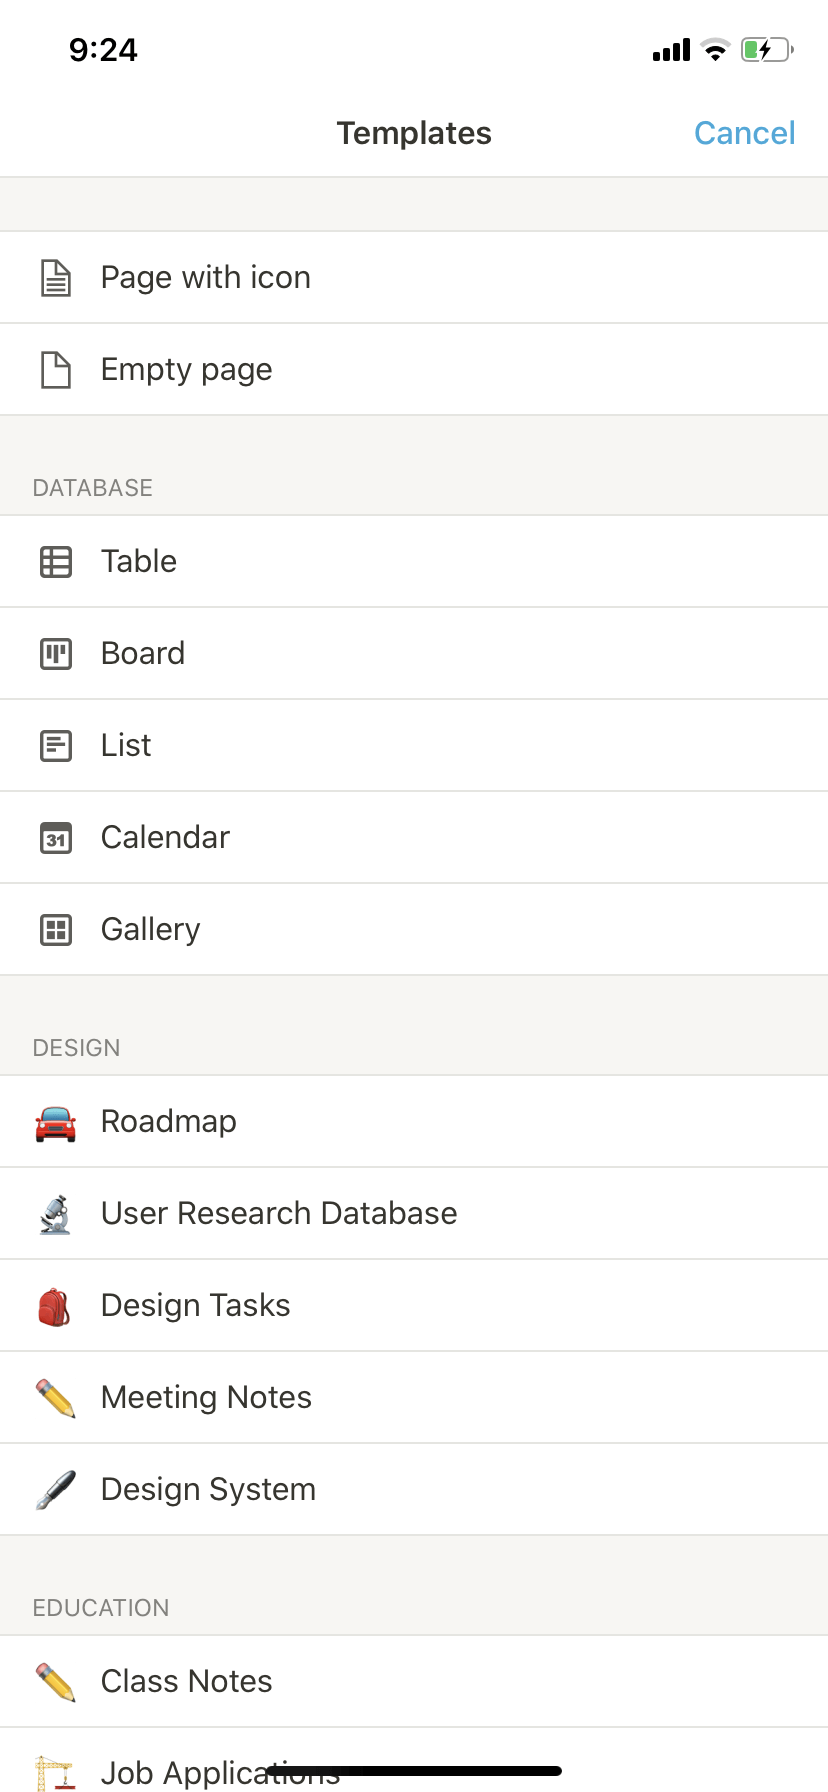 9:24
Templates
Cancel
Page with icon
Empty page
DATABASE
Table
Board
List
31
Calendar
Gallery
DESIGN
Roadmap
User Research Database
Design Tasks
Meeting Notes
Design System
EDUCATION
Class Notes
Job Applications